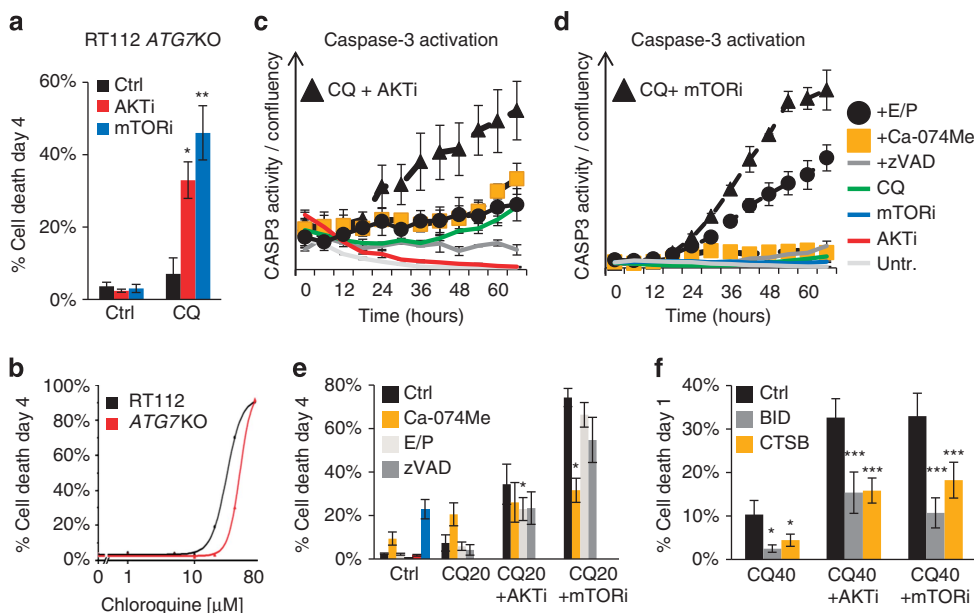 a
RT112 ATG7KO
60%
40%
20%
0%
% Cell death day 4
Ctrl
AKTi
mTORi
*
**
Ctrl
CQ
b
100%
90%
50%
20%
0%
% Cell death day 4
RT112
ATG7KO
0
1
10
80
Chloroquine [µM]
c
Caspase-3 activation
CQ + AKTi
CASP3 activity / confluency
0
12
24
36
48
60
Time (hours)
d
Caspase-3 activation
CQ+ mTORi
CASP3 activity / confluency
0
12
24
36
48
60
Time (hours)
+E/P
+Ca-074Me
+zVAD
CQ
mTORi
AKTi
Untr.
e
80%
60%
40%
20%
0%
% Cell death day 4
Ctrl
Ca-074Me
E/P
zVAD
*
*
Ctrl
CQ20
CQ20
+AKTi
CQ20
+mTORi
f
40%
30%
20%
10%
0%
% Cell death day 1
Ctrl
BID
CTSB
*
*
***
***
***
***
CQ40
CQ40
+AKTi
CQ40
+mTORi